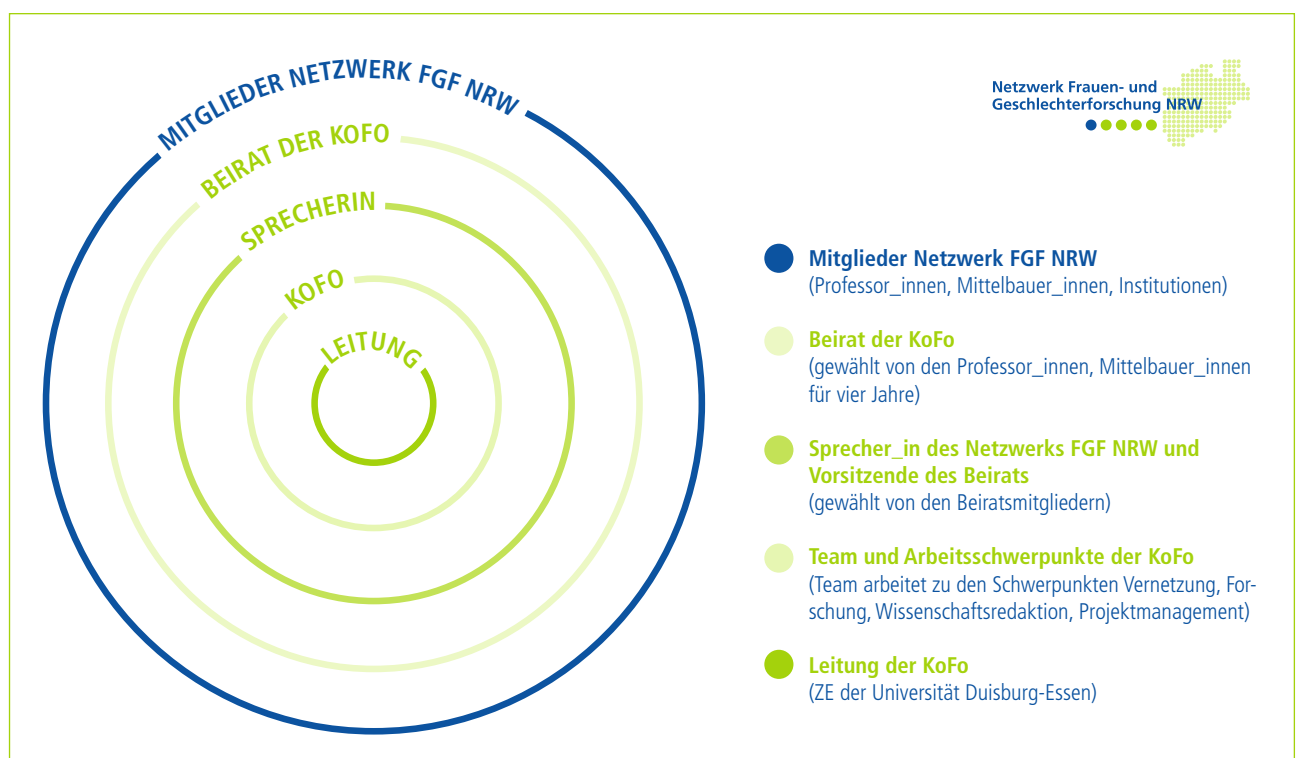 MITGLIEDER NETZWERK FGF NRW
BEIRAT DER KOFO
SPRECHERIN
KOFO
LEITUNG
Netzwerk Frauen- und
Geschlechterforschung NRW
Mitglieder Netzwerk FGF NRW
(Professor_innen, Mittelbauer_innen, Institutionen)
Beirat der KoFo
(gewählt von den Professor_innen, Mittelbauer_innen
für vier Jahre)
Sprecher_in des Netzwerks FGF NRW und
Vorsitzende des Beirats
(gewählt von den Beiratsmitgliedern)
Team und Arbeitsschwerpunkte der KoFo
(Team arbeitet zu den Schwerpunkten Vernetzung, For-
schung, Wissenschaftsredaktion, Projektmanagement)
Leitung der KoFo
(ZE der Universität Duisburg-Essen)